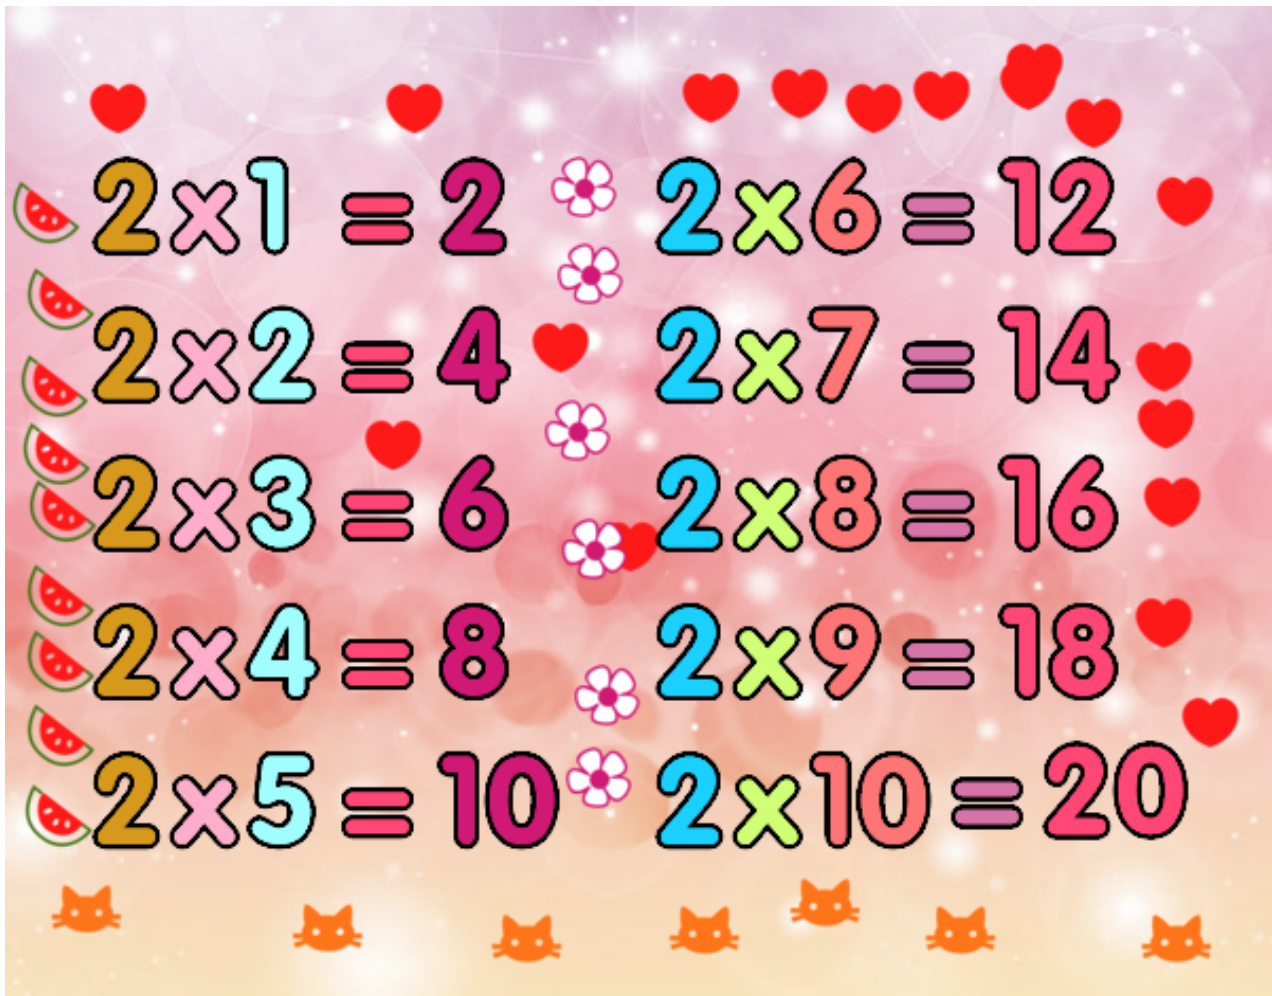 2x1 = 2
2x2 = 4
2x3 = 6
2x4 = 8
2x5 = 10
2x6 = 12
2x7 = 14
2x8 = 16
2x9 = 18
2x10 = 20